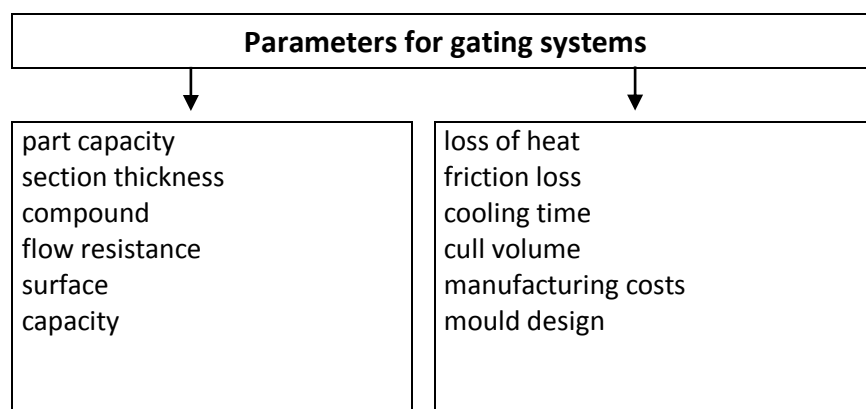 Parameters for gating systems
part capacity
section thickness
compound
flow resistance
surface
capacity
loss of heat
friction loss
cooling time
cull volume
manufacturing costs
mould design